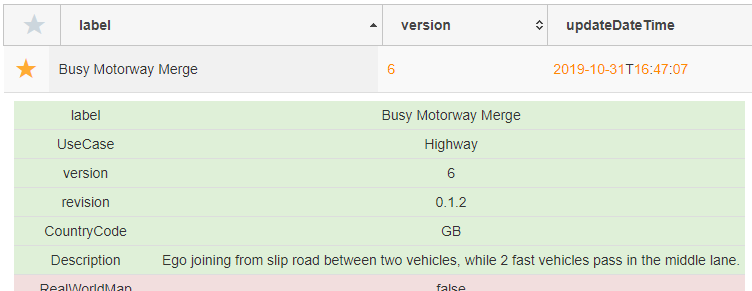 label version updateDateTime
Busy Motorway Merge 6 2019-10-31T16:47:07
label Busy Motorway Merge
UseCase Highway
version 6
revision 0.1.2
CountryCode GB
Description Ego joining from slip road between two vehicles, while 2 fast vehicles pass in the middle lane.
RealWorldMap false